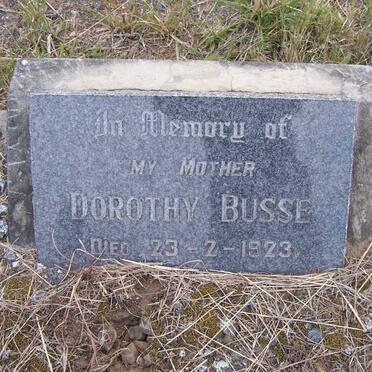 In Memory of
MY MOTHER
DOROTHY BUSSE
DIED 23-2-1923